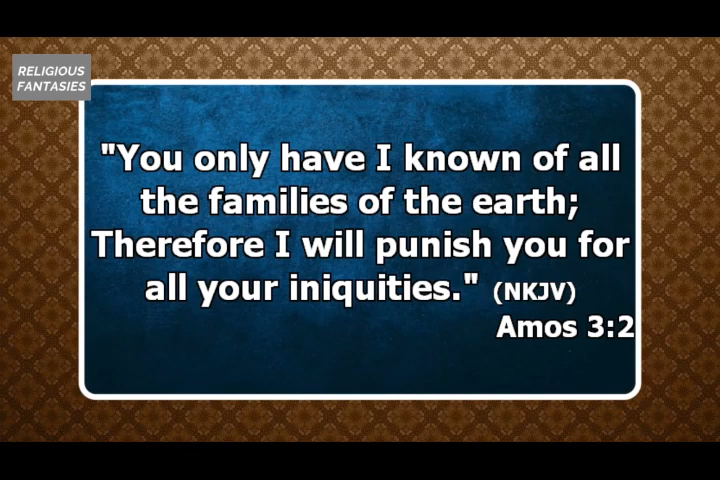 RELIGIOUS
FANTASIES
"You only have I known of all
the families of the earth;
Therefore I will punish you for
all your iniquities." (NKJV)
Amos 3:2